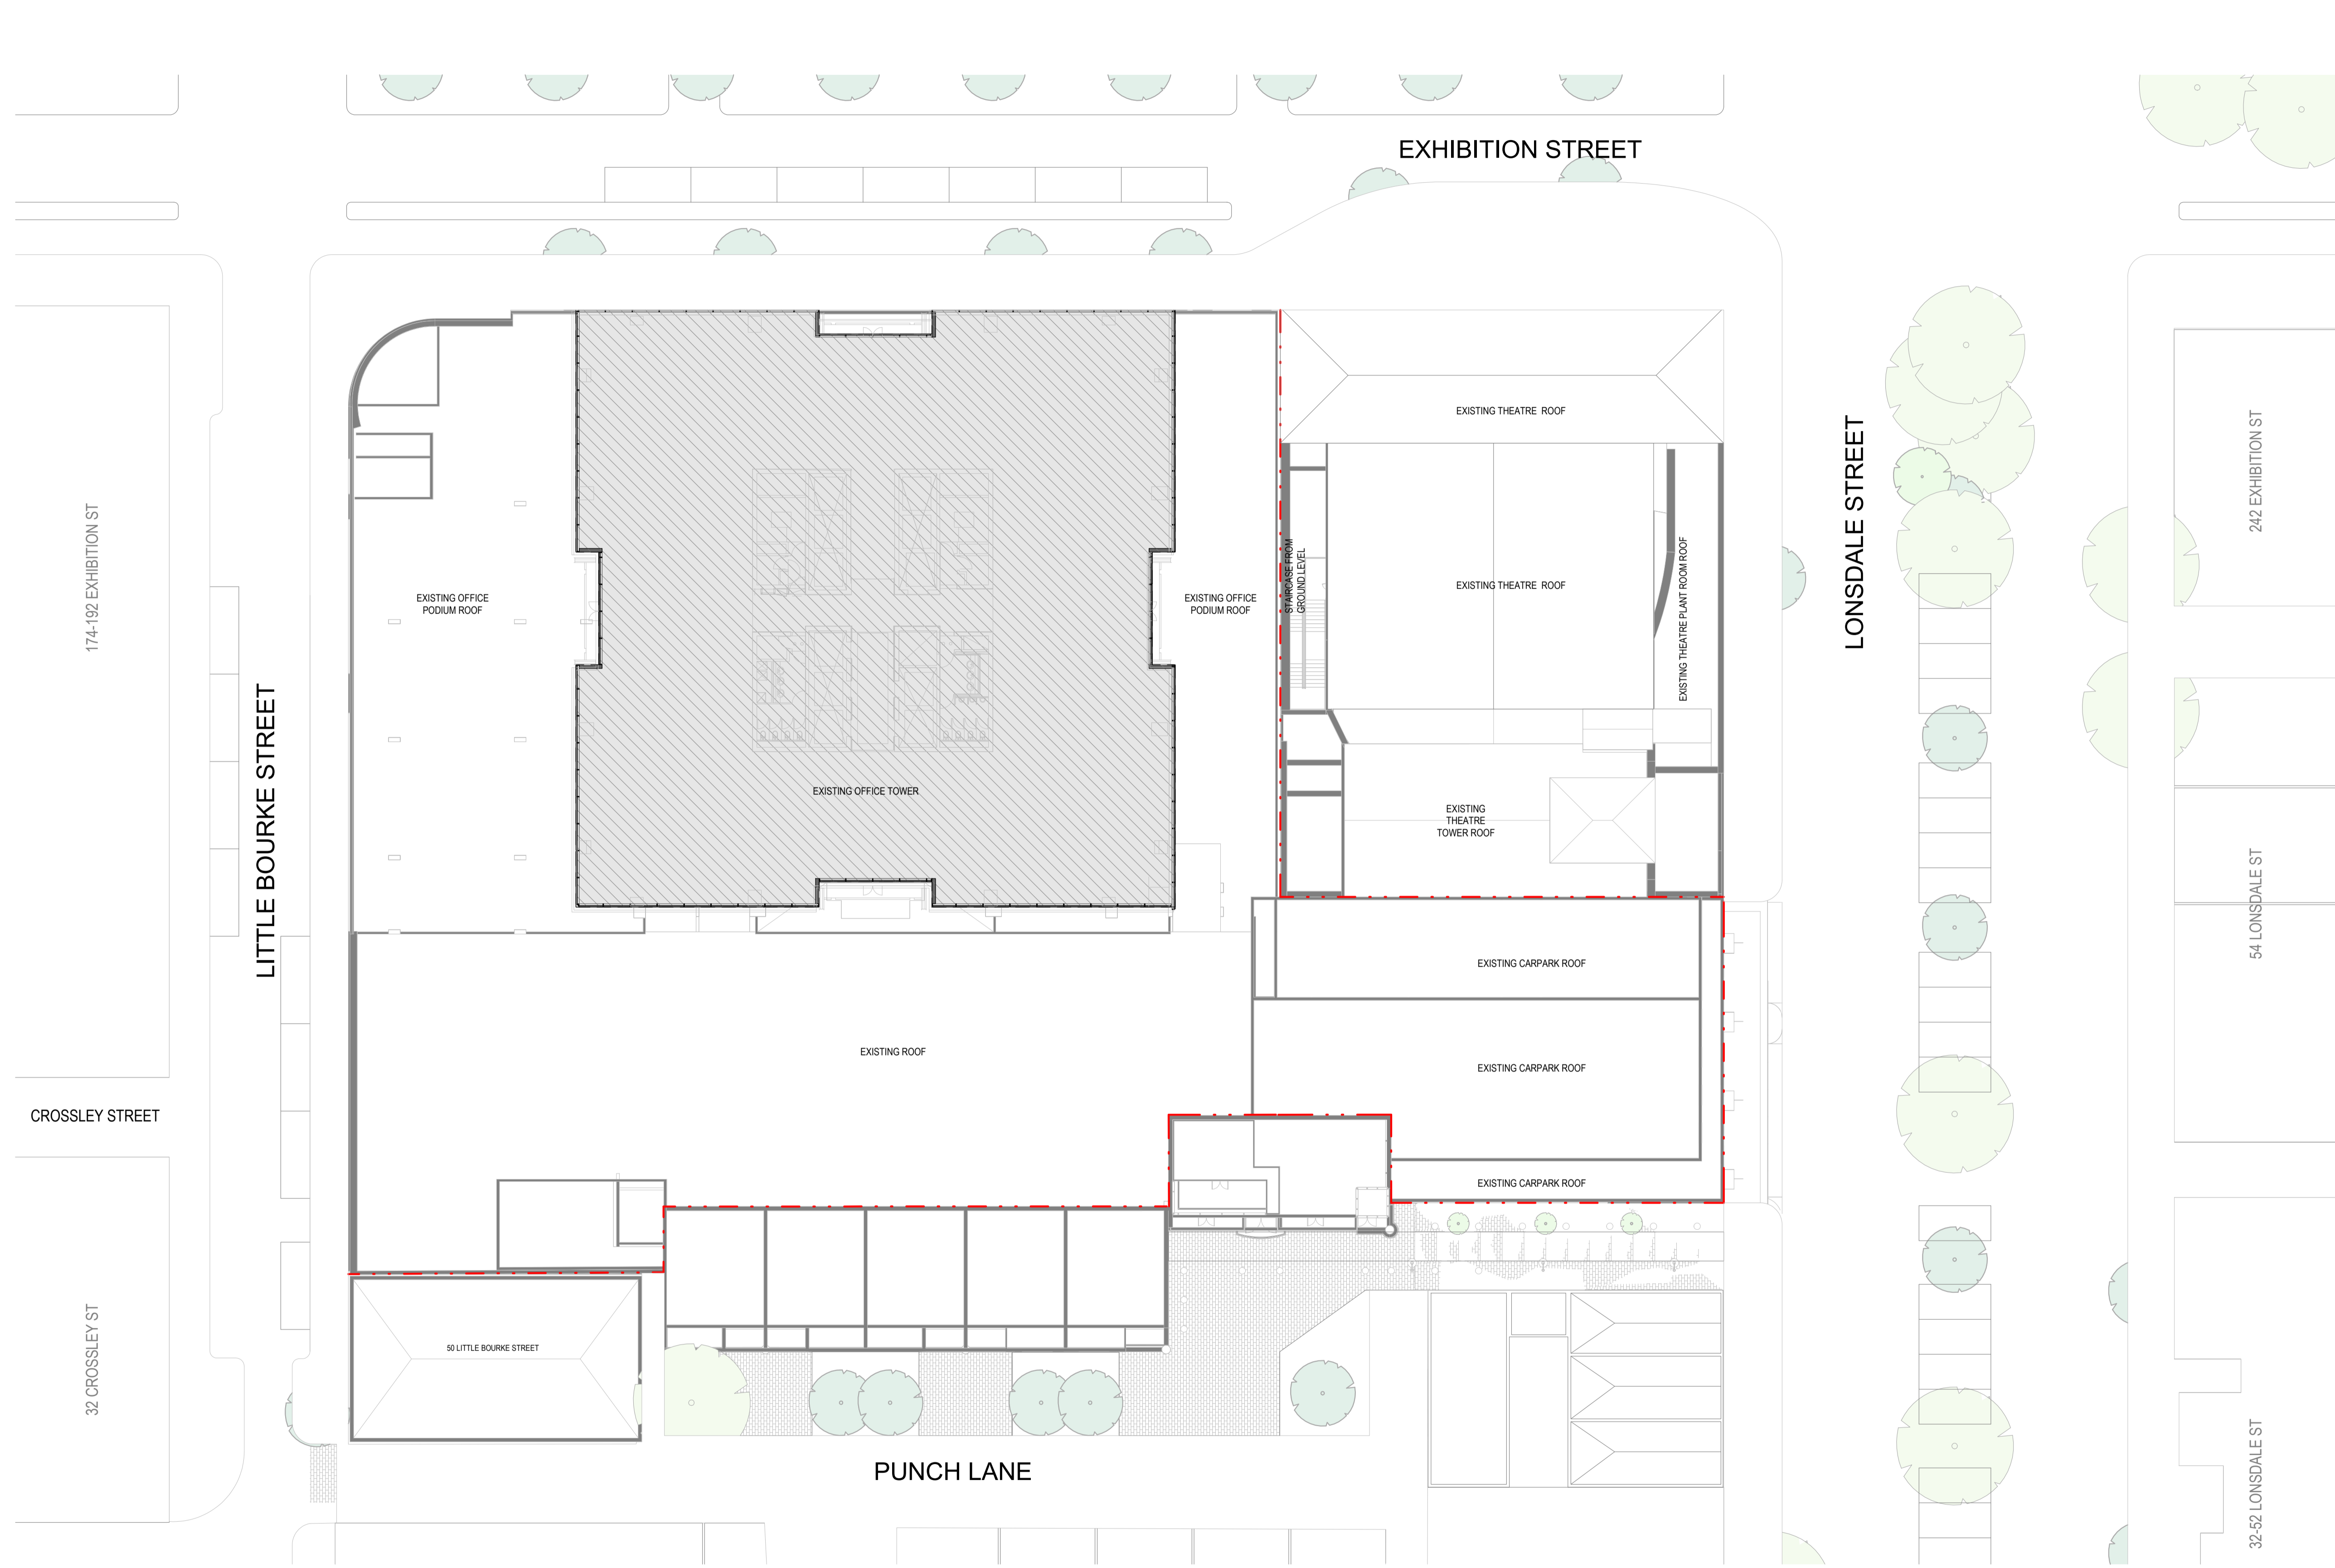 EXHIBITION STREET
EXISTING THEATRE ROOF
242 EXHIBITION ST
LONSDALE STREET
174-192 EXHIBITION ST
STAIRCASE FROM
GROUND LEVEL
EXISTING THEATRE PLANT ROOM ROOF
EXISTING THEATRE ROOF
EXISTING OFFICE
PODIUM ROOF
EXISTING OFFICE
PODIUM ROOF
LITTLE BOURKE STREET
EXISTING OFFICE TOWER
EXISTING
THEATRE
TOWER ROOF
54 LONSDALE ST
EXISTING CARPARK ROOF
EXISTING ROOF
EXISTING CARPARK ROOF
CROSSLEY STREET
EXISTING CARPARK ROOF
32 CROSSLEY ST
50 LITTLE BOURKE STREET
PUNCH LANE
32-52 LONSDALE ST